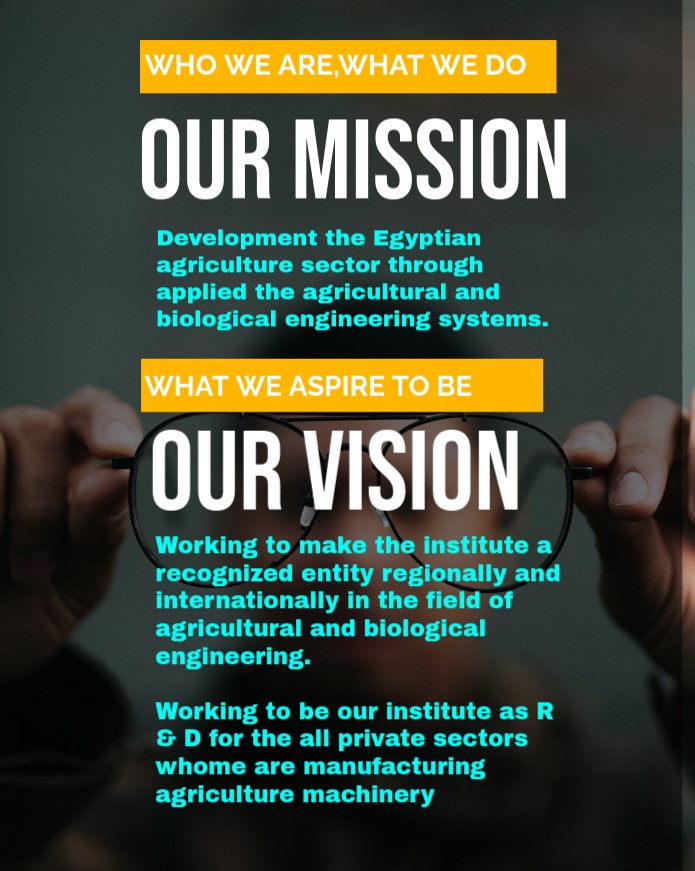 WHO WE ARE,WHAT WE DO
OUR MISSION
Development the Egyptian
agriculture sector through
applied the agricultural and
biological engineering systems.
WHAT WE ASPIRE TO BE
OUR VISION
Working to make the institute a
recognized entity regionally and
internationally in the field of
agricultural and biological
engineering.
Working to be our institute as R
& D for the all private sectors
whome are manufacturing
agriculture machinery